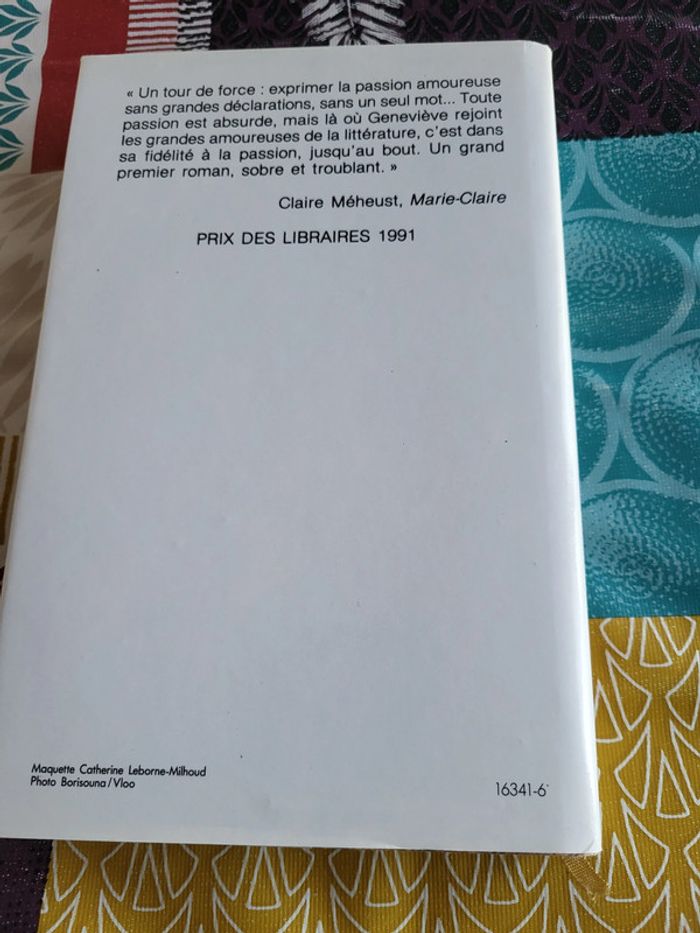 « Un tour de force : exprimer la passion amoureuse
sans grandes déclarations, sans un seul mot... Toute
passion est absurde, mais là où Geneviève rejoint
les grandes amoureuses de la littérature, c'est dans
sa fidélité à la passion, jusqu'au bout. Un grand
premier roman, sobre et troublant. »
Claire Méheust, Marie-Claire
PRIX DES LIBRAIRES 1991
Maquette Catherine Leborne-Milhoud
Photo Borisouna/Vloo
16341-6